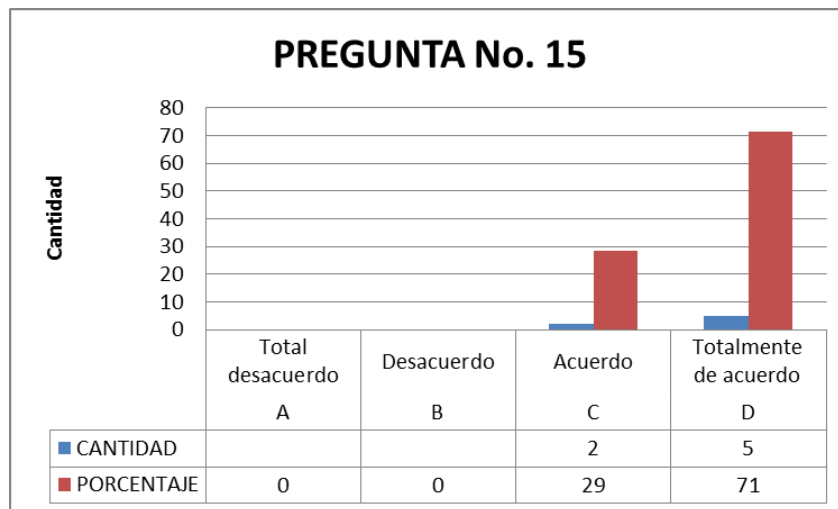 PREGUNTA No. 15
Cantidad
80
70
60
50
40
30
20
10
0
Total desacuerdo Desacuerdo Acuerdo Totalmente de acuerdo
A B C D
CANTIDAD 2 5
PORCENTAJE 0 0 29 71